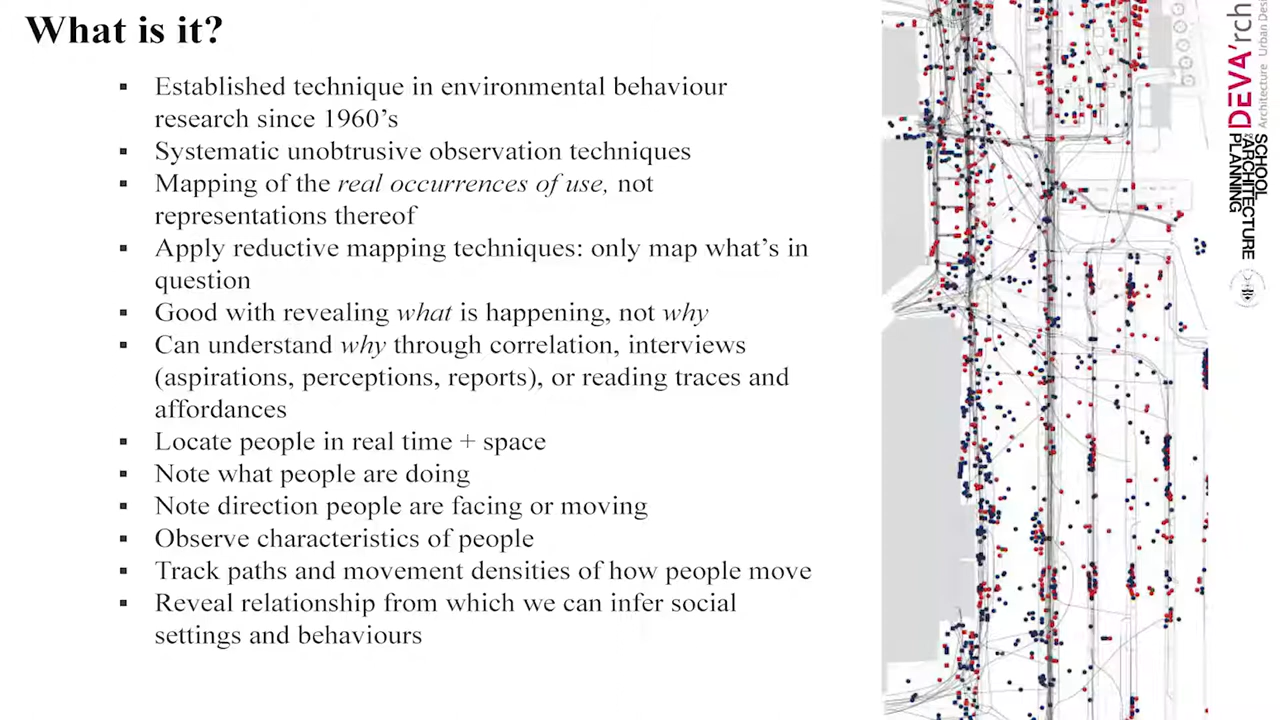 What is it?
▪ Established technique in environmental behaviour
research since 1960’s
▪ Systematic unobtrusive observation techniques
▪ Mapping of the real occurrences of use, not
representations thereof
▪ Apply reductive mapping techniques: only map what’s in
question
▪ Good with revealing what is happening, not why
▪ Can understand why through correlation, interviews
(aspirations, perceptions, reports), or reading traces and
affordances
▪ Locate people in real time + space
▪ Note what people are doing
▪ Note direction people are facing or moving
▪ Observe characteristics of people
▪ Track paths and movement densities of how people move
▪ Reveal relationship from which we can infer social
settings and behaviours
DEVA'rch
Architecture Urban
SCHOOL
ARCHITECTURE
PLANNING